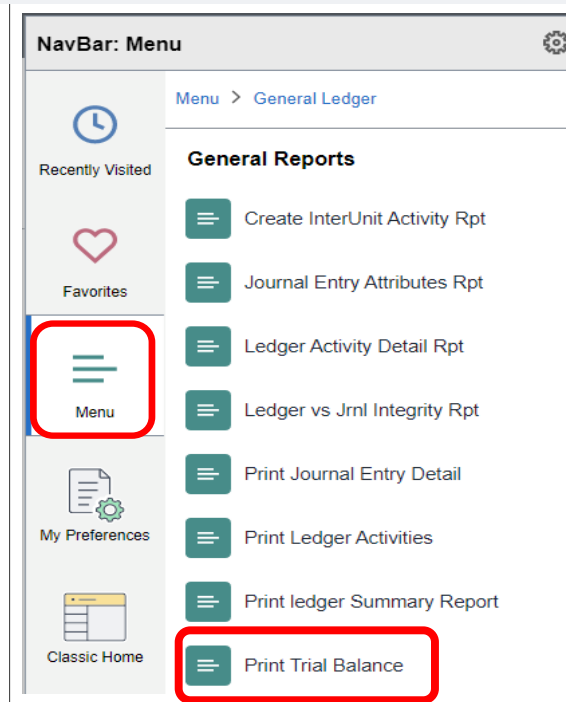 NavBar: Menu
Recently Visited
Favorites
Menu
My Preferences
Classic Home
Menu > General Ledger
General Reports
Create InterUnit Activity Rpt
Journal Entry Attributes Rpt
Ledger Activity Detail Rpt
Ledger vs Jrnl Integrity Rpt
Print Journal Entry Detail
Print Ledger Activities
Print ledger Summary Report
Print Trial Balance